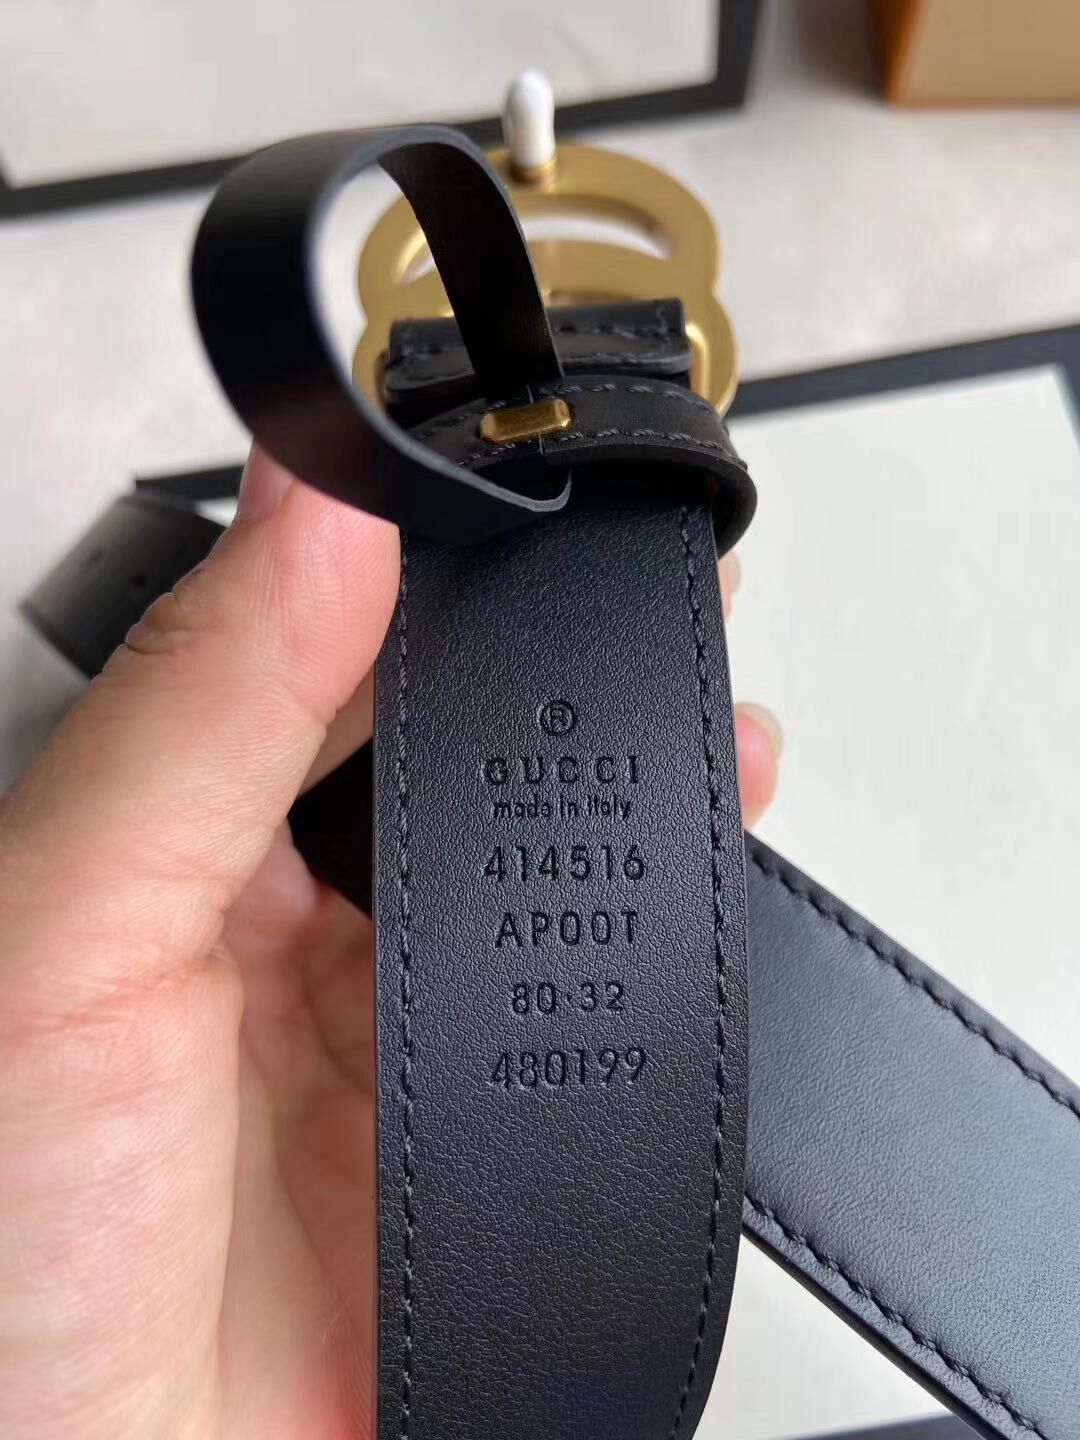 ®
GUCCI
made in italy
414516
AP00T
80·32
480199